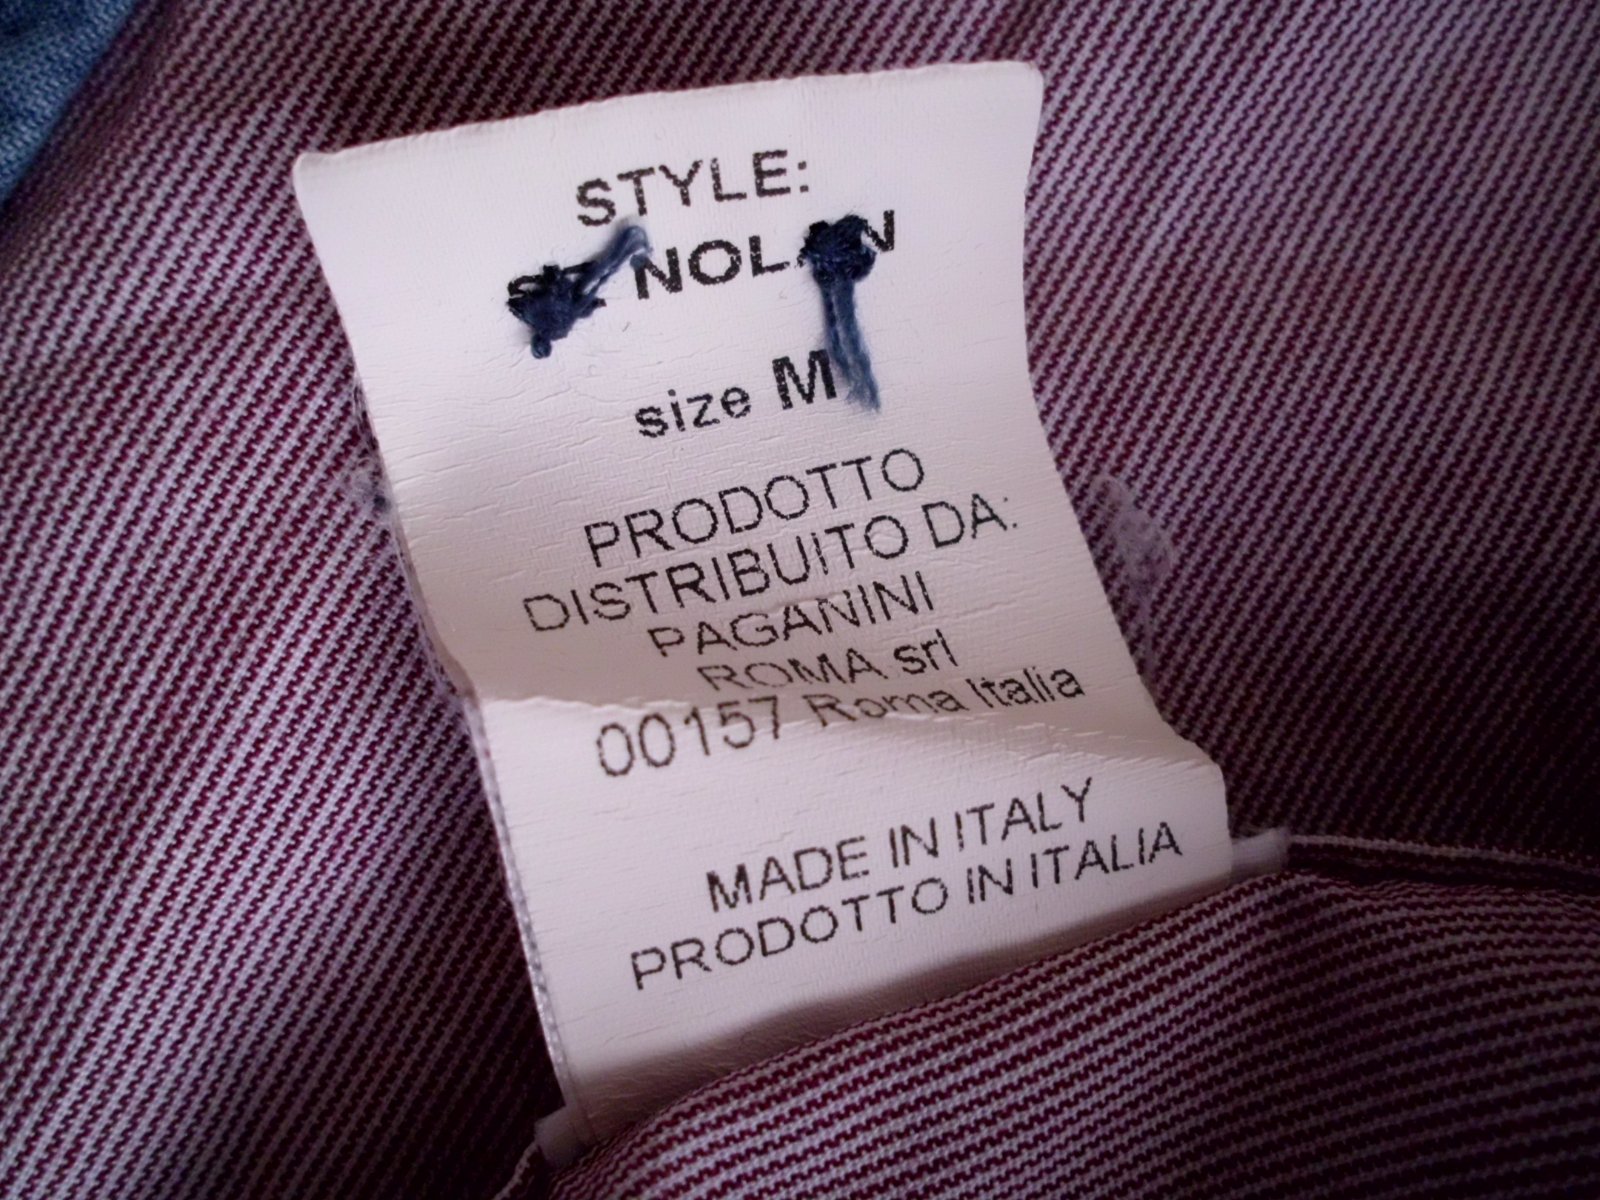 STYLE:
NOLAN
size M
PRODOTTO
DISTRIBUITO DA:
PAGANINI
ROMA srl
00157 Roma Italia
MADE IN ITALY
PRODOTTO IN ITALIA